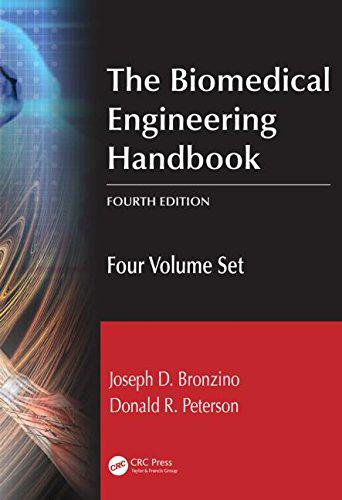 The Biomedical
Engineering
Handbook
FOURTH EDITION
Four Volume Set
Joseph D. Bronzino
Donald R. Peterson
CRC
CRC Press
Taylor & Francis Group